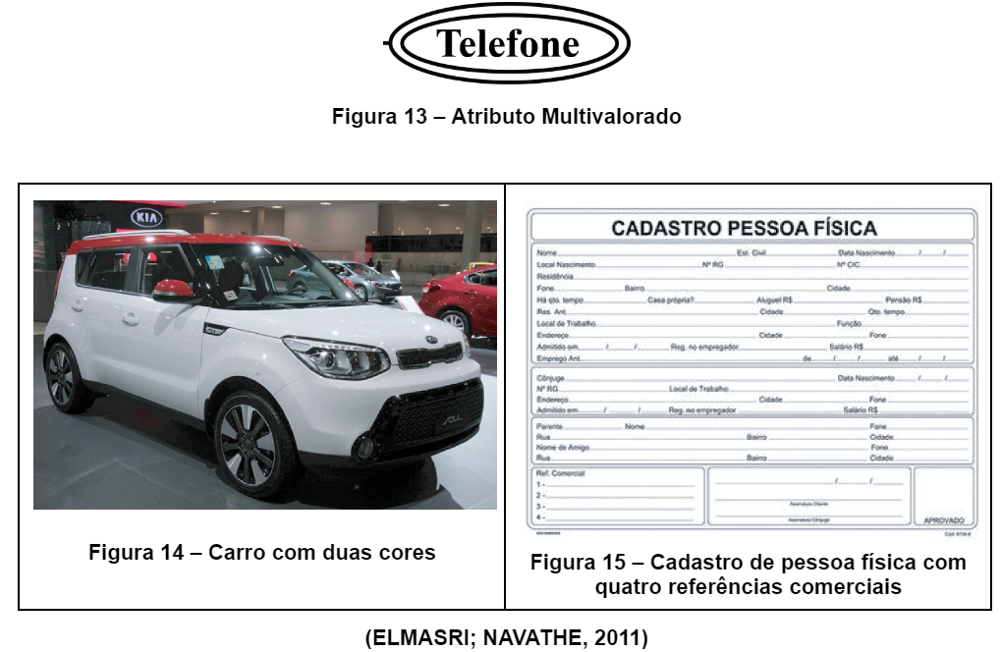 Telefone
Figura 13 – Atributo Multivalorado
KIA
SOUL
Figura 14 – Carro com duas cores
CADASTRO PESSOA FÍSICA
Nome Est. Civil Data Nascimento / /
Local Nascimento Nº RG Nº CIC
Residência
Fone Bairro Cidade
Há qto. tempo Casa própria? Aluguel R$ Pensão R$
Res. Ant. Cidade Qto. tempo
Local de Trabalho Função
Endereço Cidade Fone
Admitido em / / Reg. no empregador Salário R$
Emprego Ant. de / / até / /
Cônjuge Data Nascimento / /
Nº RG Local de Trabalho
Endereço Cidade Fone
Admitido em / / Reg. no empregador Salário R$
Parente Nome Fone
Rua Bairro Cidade
Nome de Amigo Fone
Rua Bairro Cidade
Ref. Comercial
1 -
2 -
3 -
4 -
/ /
Assinatura Cliente
Assinatura Cônjuge
APROVADO
Figura 15 – Cadastro de pessoa física com
quatro referências comerciais
(ELMASRI; NAVATHE, 2011)